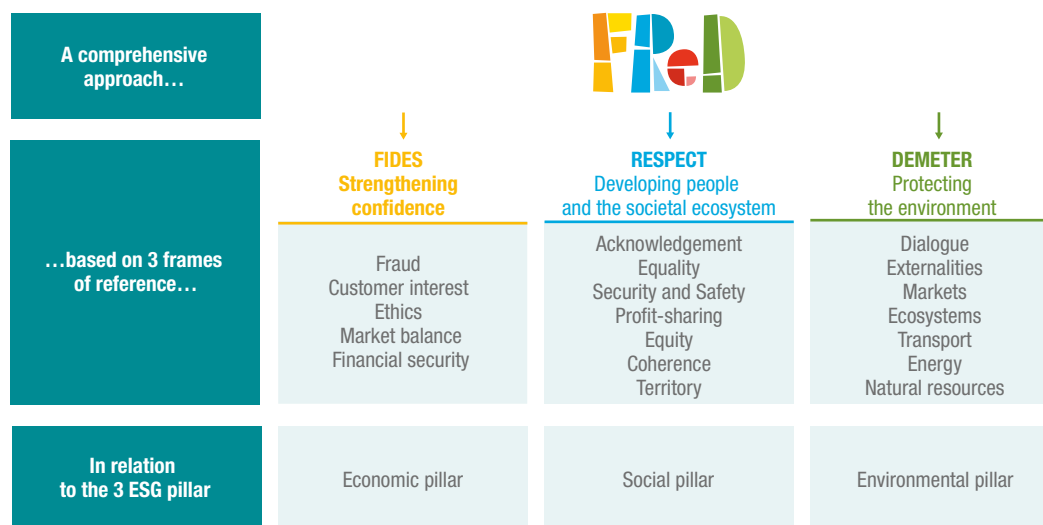 A comprehensive
approach…
FReD
…based on 3 frames
of reference…
FIDES
Strengthening
confidence
Fraud
Customer interest
Ethics
Market balance
Financial security
RESPECT
Developing people
and the societal ecosystem
Acknowledgement
Equality
Security and Safety
Profit-sharing
Equity
Coherence
Territory
DEMETER
Protecting
the environment
Dialogue
Externalities
Markets
Ecosystems
Transport
Energy
Natural resources
In relation
to the 3 ESG pillar
Economic pillar
Social pillar
Environmental pillar